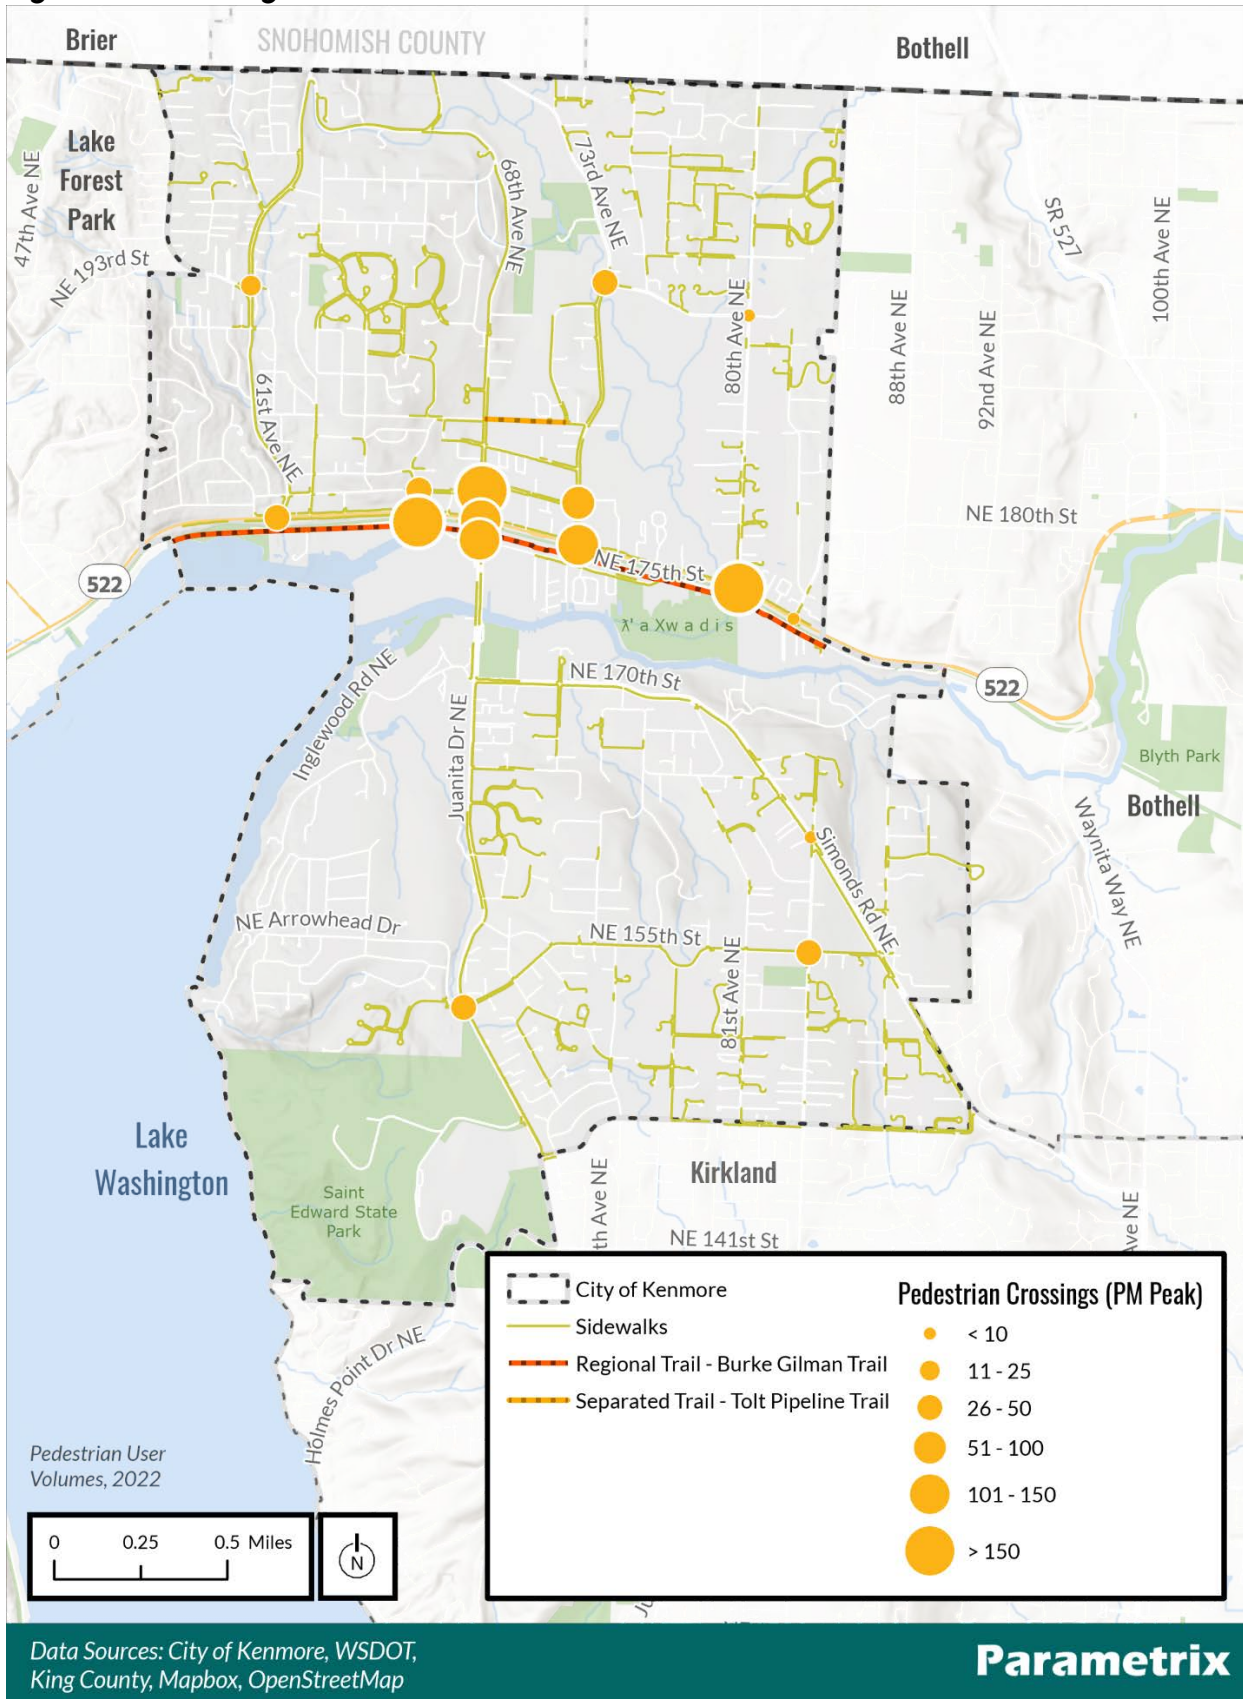 Brier
SNOHOMISH COUNTY
Bothell
Lake
Forest
Park
47th Ave NE
NE 193rd St
68th Ave NE
73rd Ave NE
SR 527
100th Ave NE
80th Ave NE
88th Ave NE
92nd Ave NE
61st Ave NE
NE 180th St
522
NE 175th St
ƛ' a Xw a d i s
522
Inglewood Rd NE
NE 170th St
Juanita Dr NE
Blyth Park
Bothell
Simonds Rd NE
Waynita Way NE
NE Arrowhead Dr
NE 155th St
81st Ave NE
Lake
Washington
Saint
Edward State
Park
Kirkland
th Ave NE
NE 141st St
Ave NE
Holmes Point Dr NE
City of Kenmore
Sidewalks
Regional Trail - Burke Gilman Trail
Separated Trail - Tolt Pipeline Trail
Pedestrian Crossings (PM Peak)
< 10
11 - 25
26 - 50
51 - 100
101 - 150
> 150
Pedestrian User
Volumes, 2022
0 0.25 0.5 Miles
N
Data Sources: City of Kenmore, WSDOT,
King County, Mapbox, OpenStreetMap
Parametrix